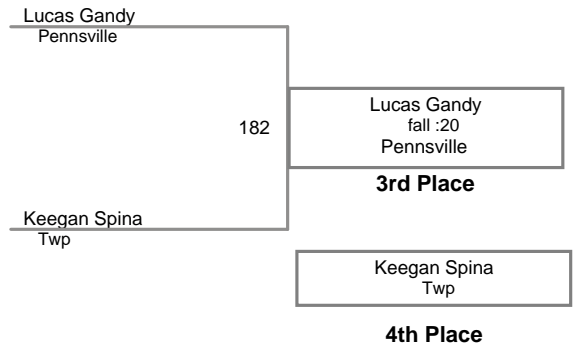 Lucas Gandy
Pennsville
182
Lucas Gandy
fall :20
Pennsville
3rd Place
Keegan Spina
Twp
Keegan Spina
Twp
4th Place